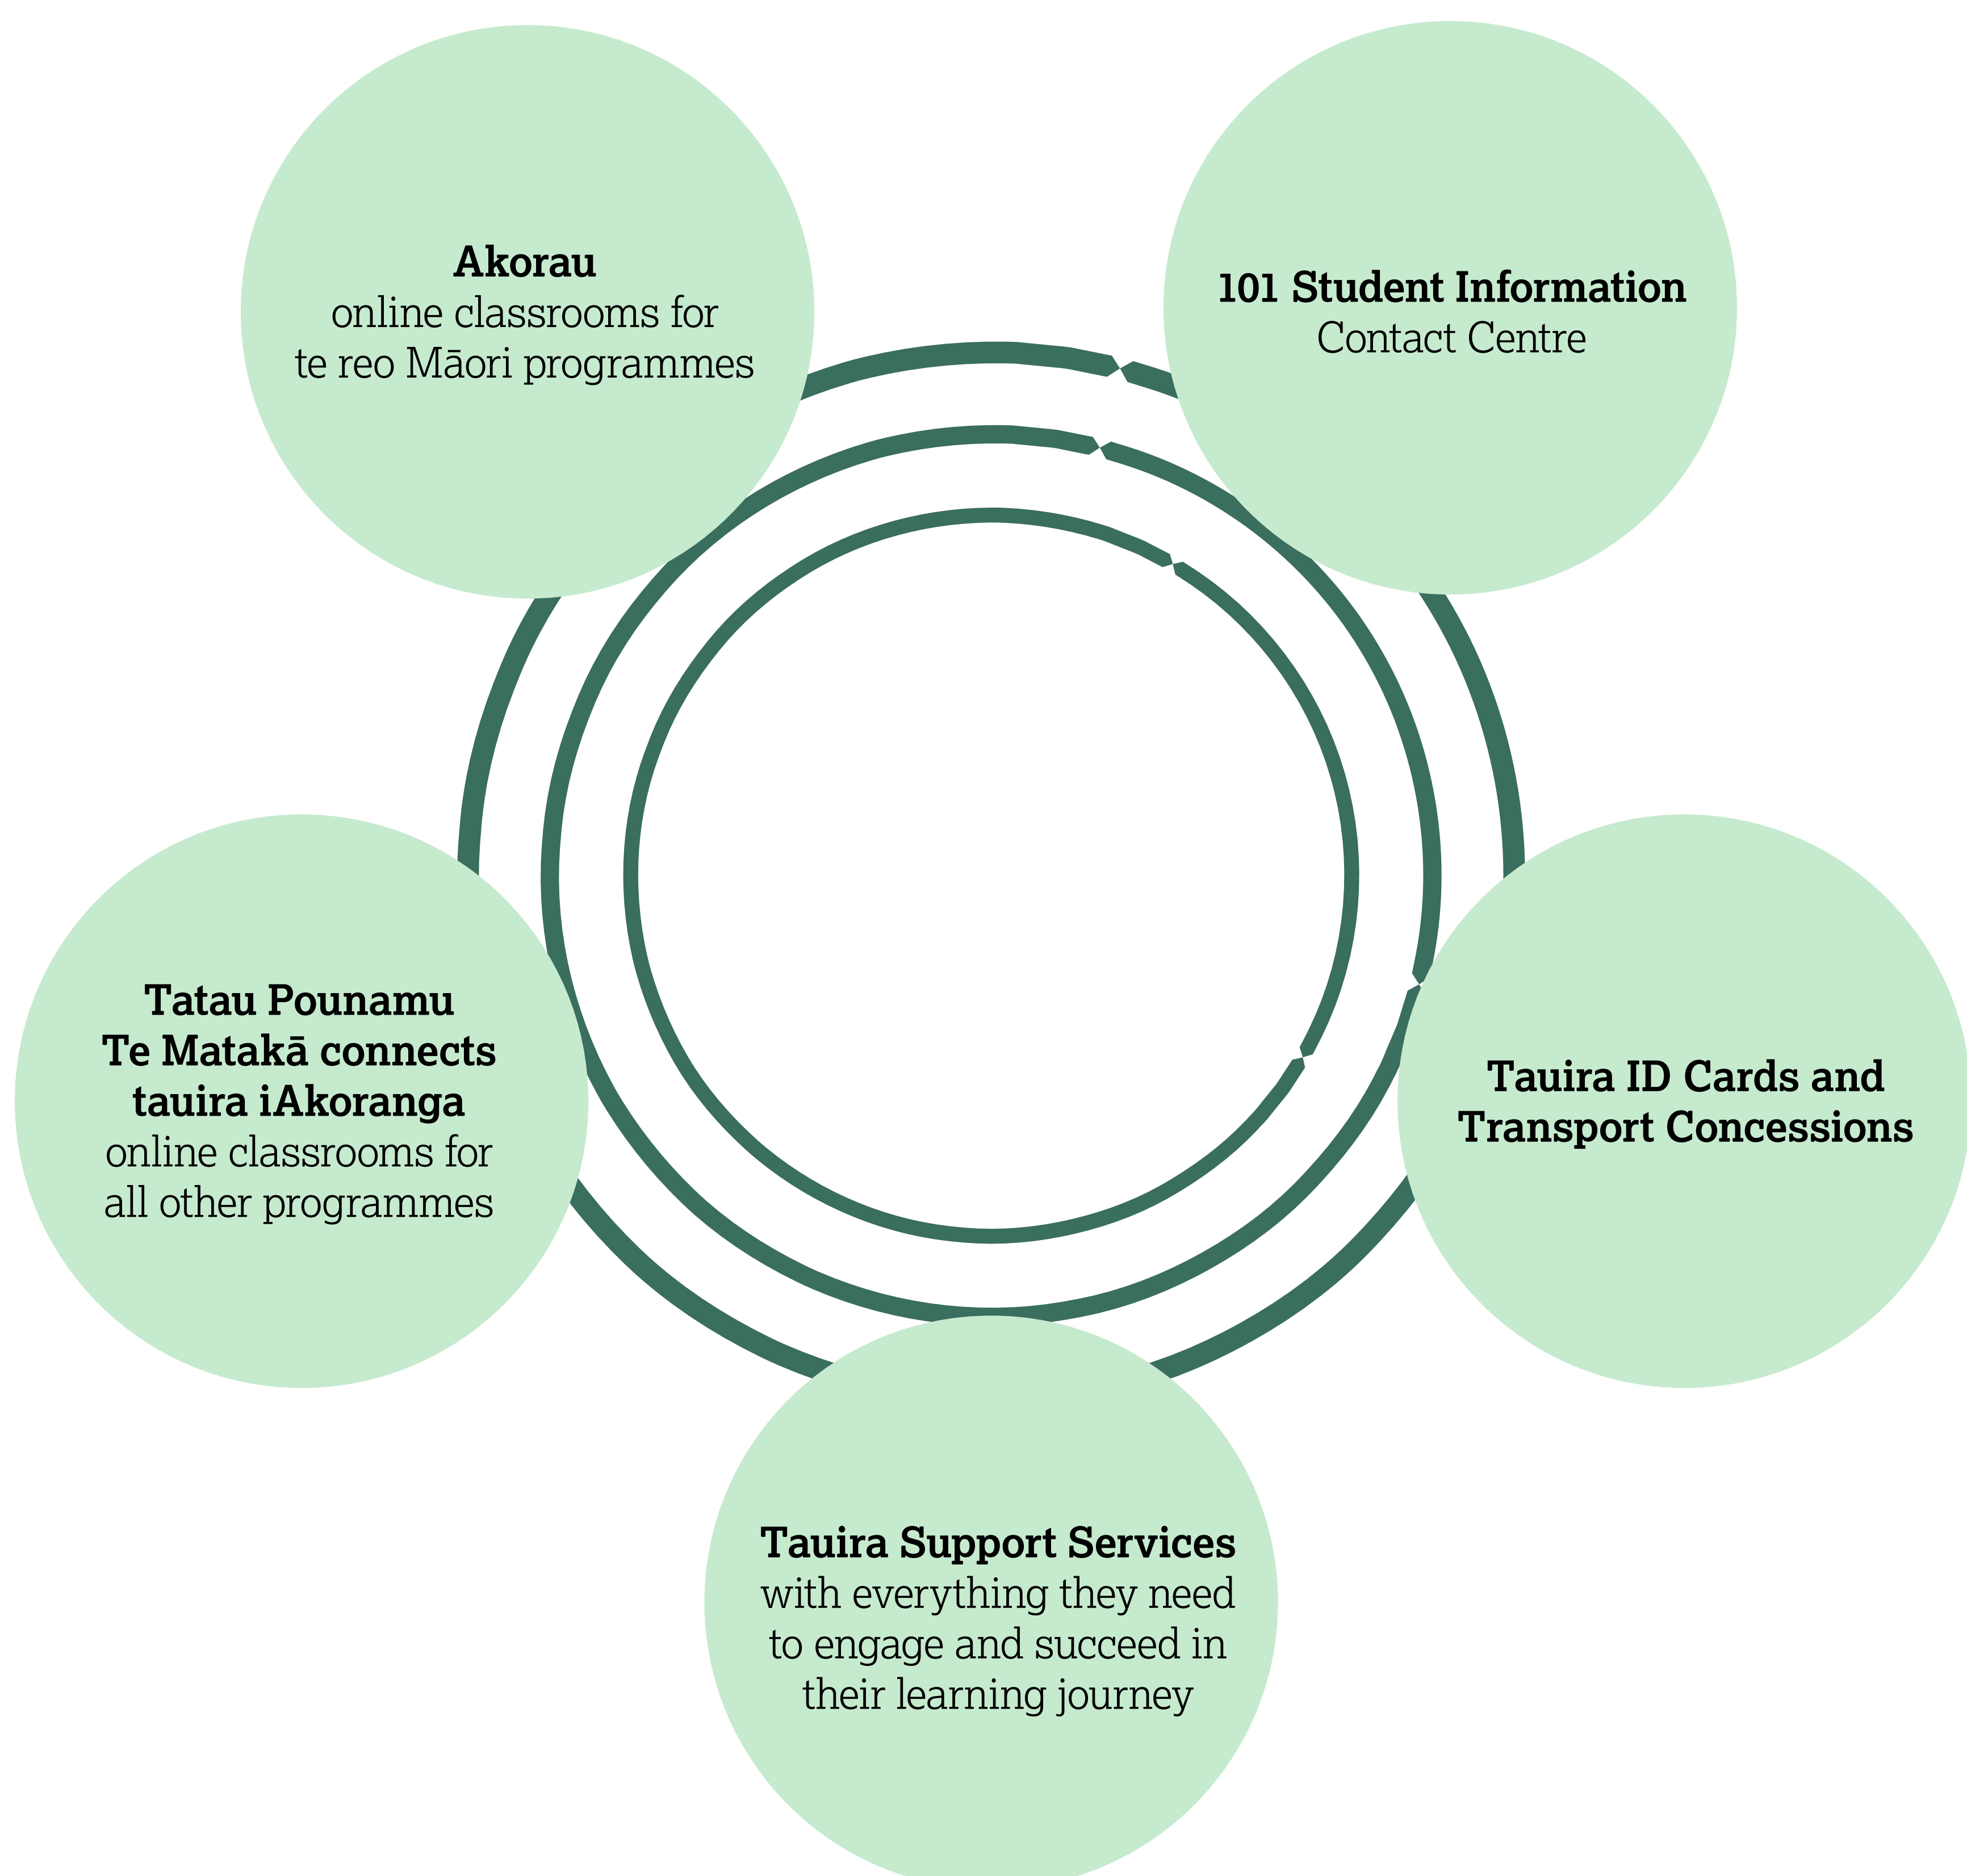 Akorau
online classrooms for
te reo Māori programmes
101 Student Information
Contact Centre
Tatau Pounamu
Te Matakā connects
tauira iAkoranga
online classrooms for
all other programmes
Tauira ID Cards and
Transport Concessions
Tauira Support Services
with everything they need
to engage and succeed in
their learning journey